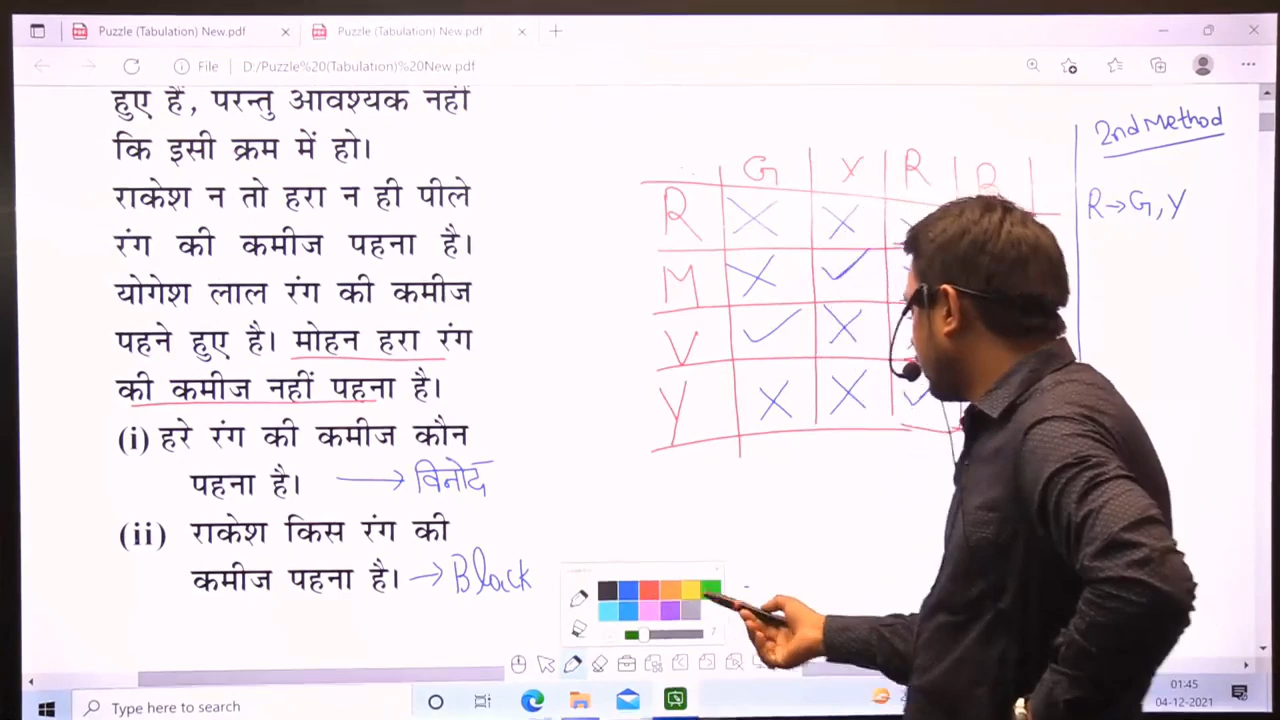 Puzzle (Tabulation) New.pdf
Puzzle (Tabulation) New.pdf
File D:/Puzzle%20(Tabulation)%20New.pdf
हुए हैं, परन्तु आवश्यक नहीं
कि इसी क्रम में हो।
राकेश न तो हरा न ही पीले
रंग की कमीज पहना है।
योगेश लाल रंग की कमीज
पहने हुए है। मोहन हरा रंग
की कमीज नहीं पहना है।
(i) हरे रंग की कमीज कौन
पहना है। → विनोद
(ii) राकेश किस रंग की
कमीज पहना है। → Black
G Y R B
R
M
V
Y
2nd Method
R→G, Y
7
Type here to search
01:45
04-12-2021